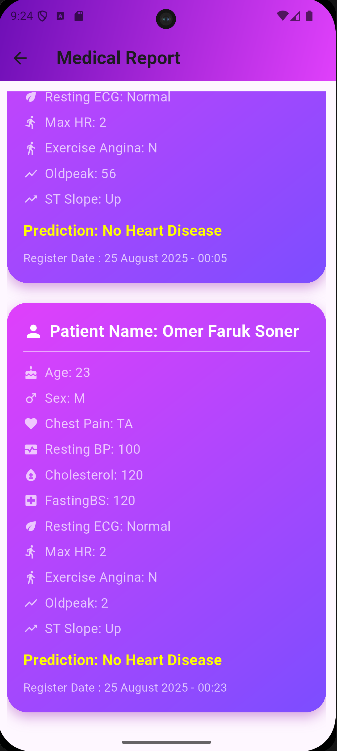 9:24
Medical Report
Resting ECG: Normal
Max HR: 2
Exercise Angina: N
Oldpeak: 56
ST Slope: Up
Prediction: No Heart Disease
Register Date : 25 August 2025 - 00:05
Patient Name: Omer Faruk Soner
Age: 23
Sex: M
Chest Pain: TA
Resting BP: 100
Cholesterol: 120
FastingBS: 120
Resting ECG: Normal
Max HR: 2
Exercise Angina: N
Oldpeak: 2
ST Slope: Up
Prediction: No Heart Disease
Register Date : 25 August 2025 - 00:23